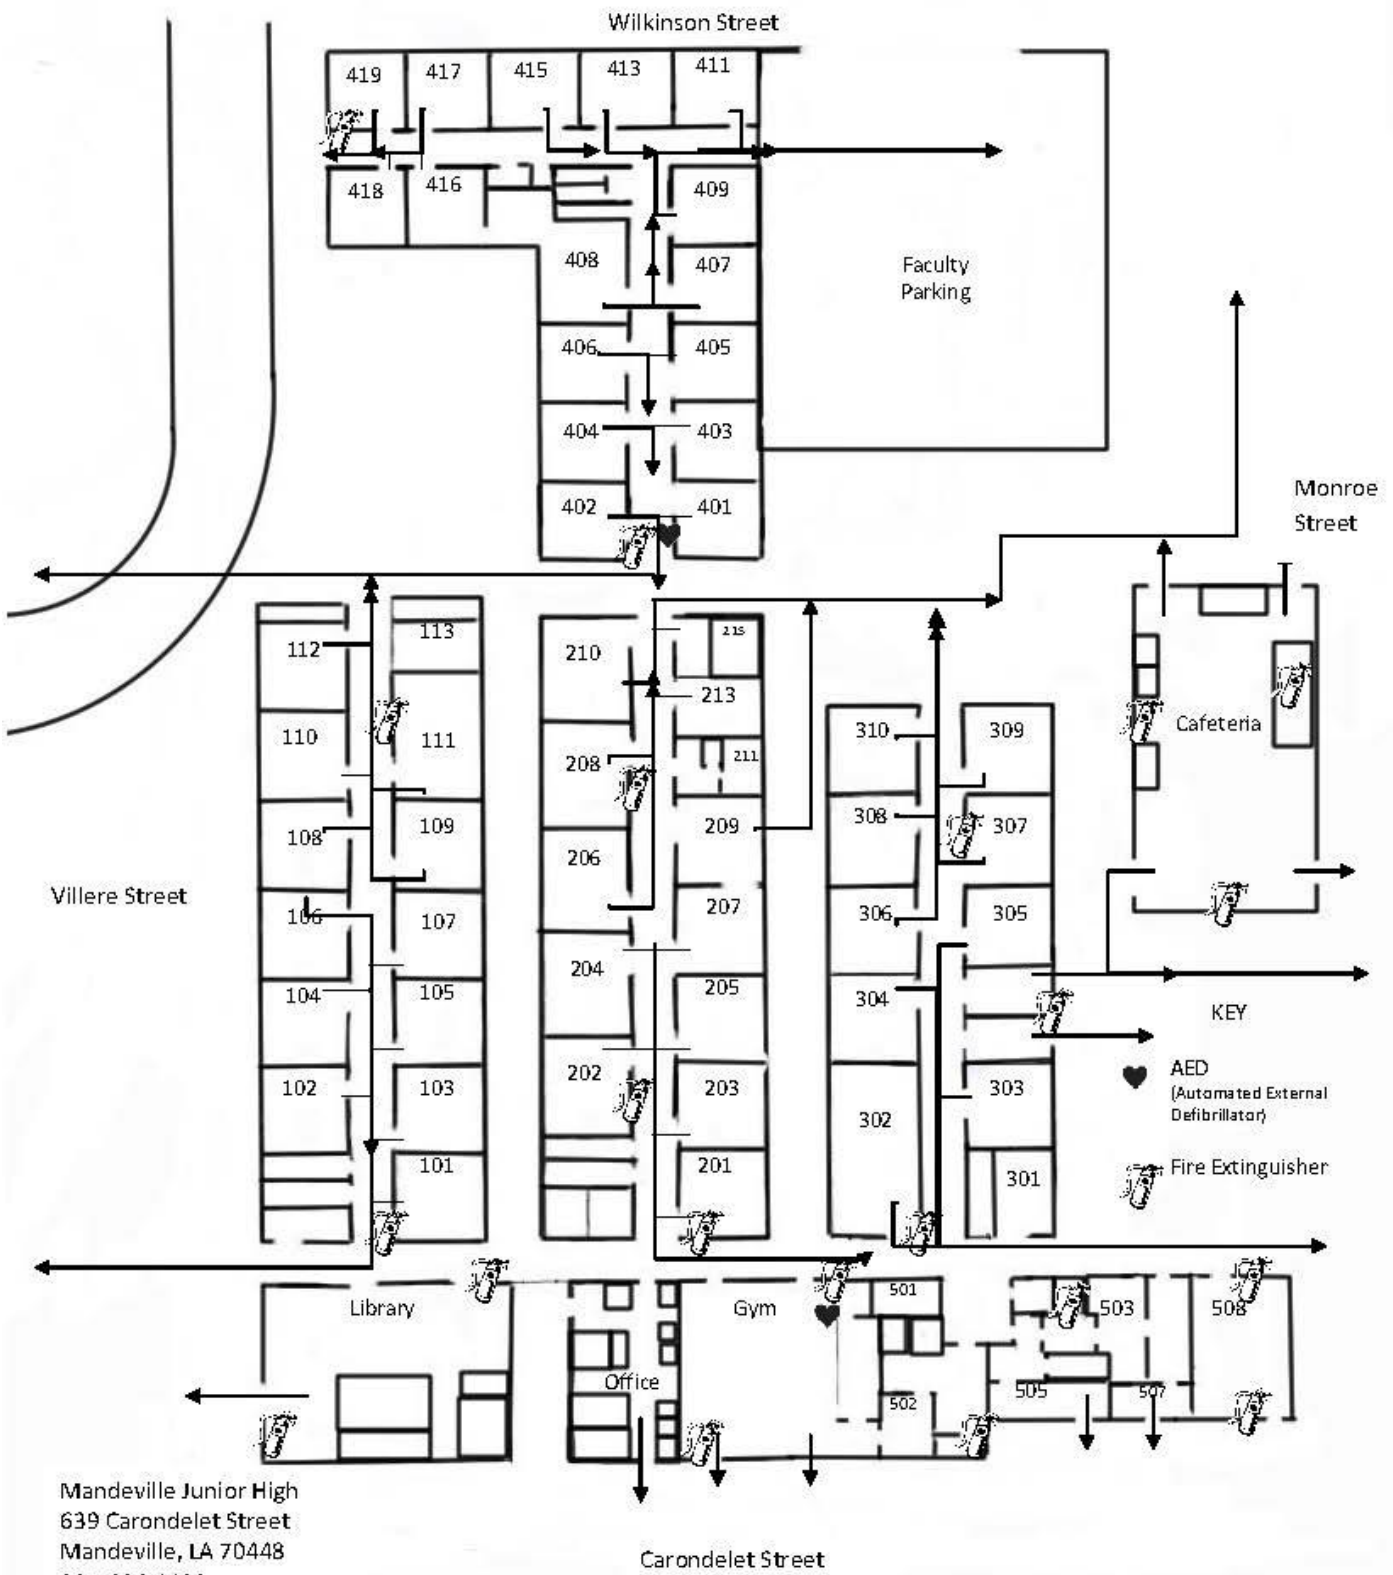 Wilkinson Street
419 417 415 413 411
418 416 409
408 407
Faculty
Parking
406 405
404 403
402 401
Monroe
Street
112 113 210 215
213
110 111 208 211 310 309
Cafeteria
108 109 206 209 308 307
Villere Street
106 107 207 306 305
104 105 204 205 304
KEY
102 103 202 203 302 303
AED
(Automated External
Defibrillator)
101 201 301
Fire Extinguisher
Library Gym 501 503 508
Office 502 505 507
Mandeville Junior High
639 Carondelet Street
Mandeville, LA 70448
Carondelet Street